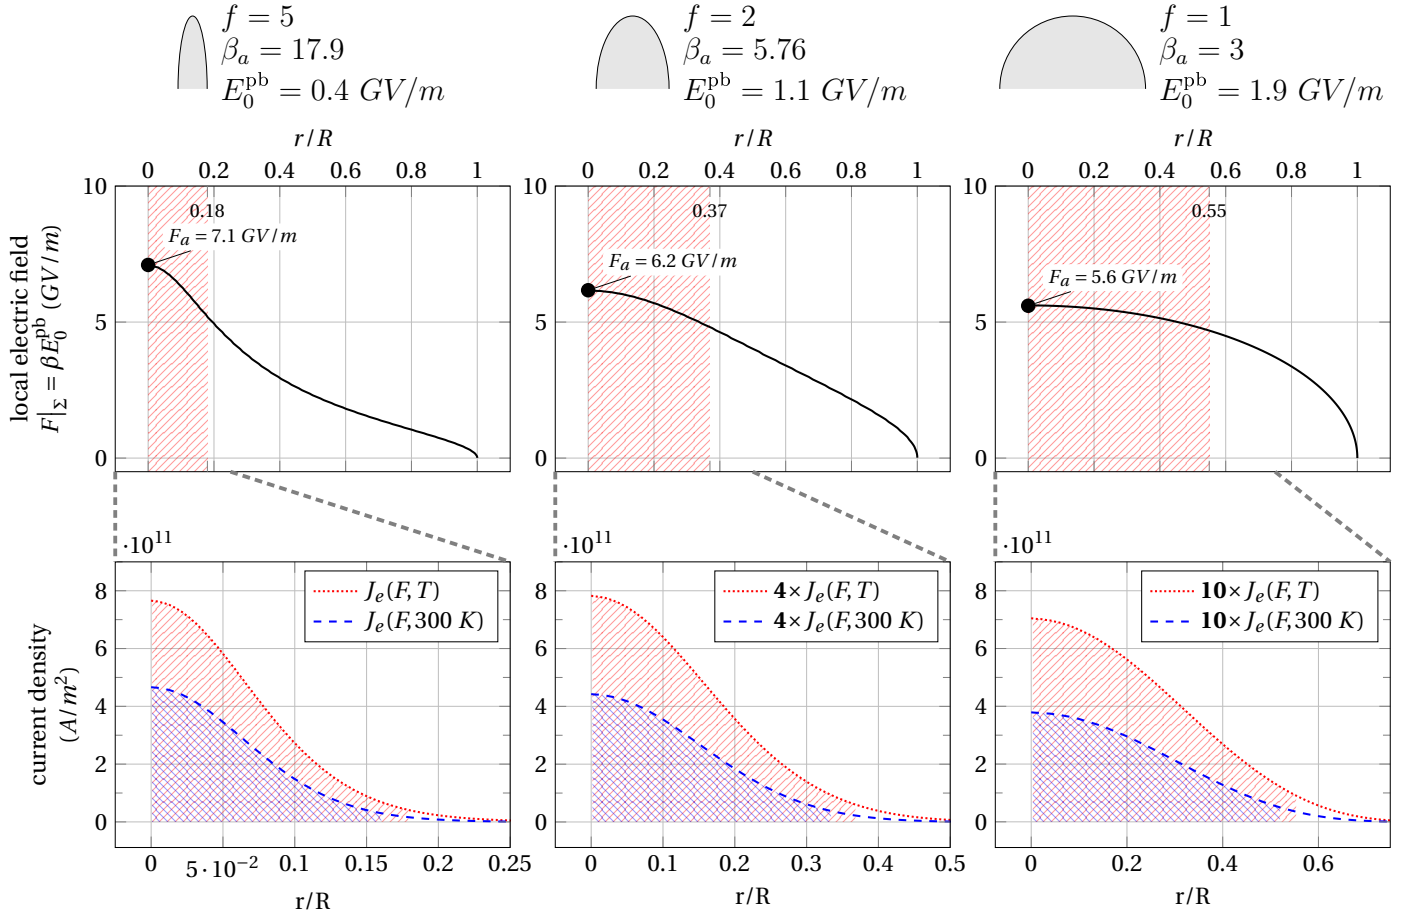 f = 5
β_a = 17.9
E_0^pb = 0.4 GV/m
f = 2
β_a = 5.76
E_0^pb = 1.1 GV/m
f = 1
β_a = 3
E_0^pb = 1.9 GV/m
r/R
r/R
r/R
0 0.2 0.4 0.6 0.8 1
0 0.2 0.4 0.6 0.8 1
0 0.2 0.4 0.6 0.8 1
local electric field
F|_Σ = βE_0^pb (GV/m)
10
5
0
0.18
F_a = 7.1 GV/m
10
5
0
0.37
F_a = 6.2 GV/m
10
5
0
0.55
F_a = 5.6 GV/m
current density
(A/m²)
·10¹¹
8
6
4
2
0
J_e(F,T)
J_e(F,300 K)
0 5·10⁻² 0.1 0.15 0.2 0.25
r/R
·10¹¹
8
6
4
2
0
4×J_e(F,T)
4×J_e(F,300 K)
0 0.1 0.2 0.3 0.4 0.5
r/R
·10¹¹
8
6
4
2
0
10×J_e(F,T)
10×J_e(F,300 K)
0 0.2 0.4 0.6
r/R